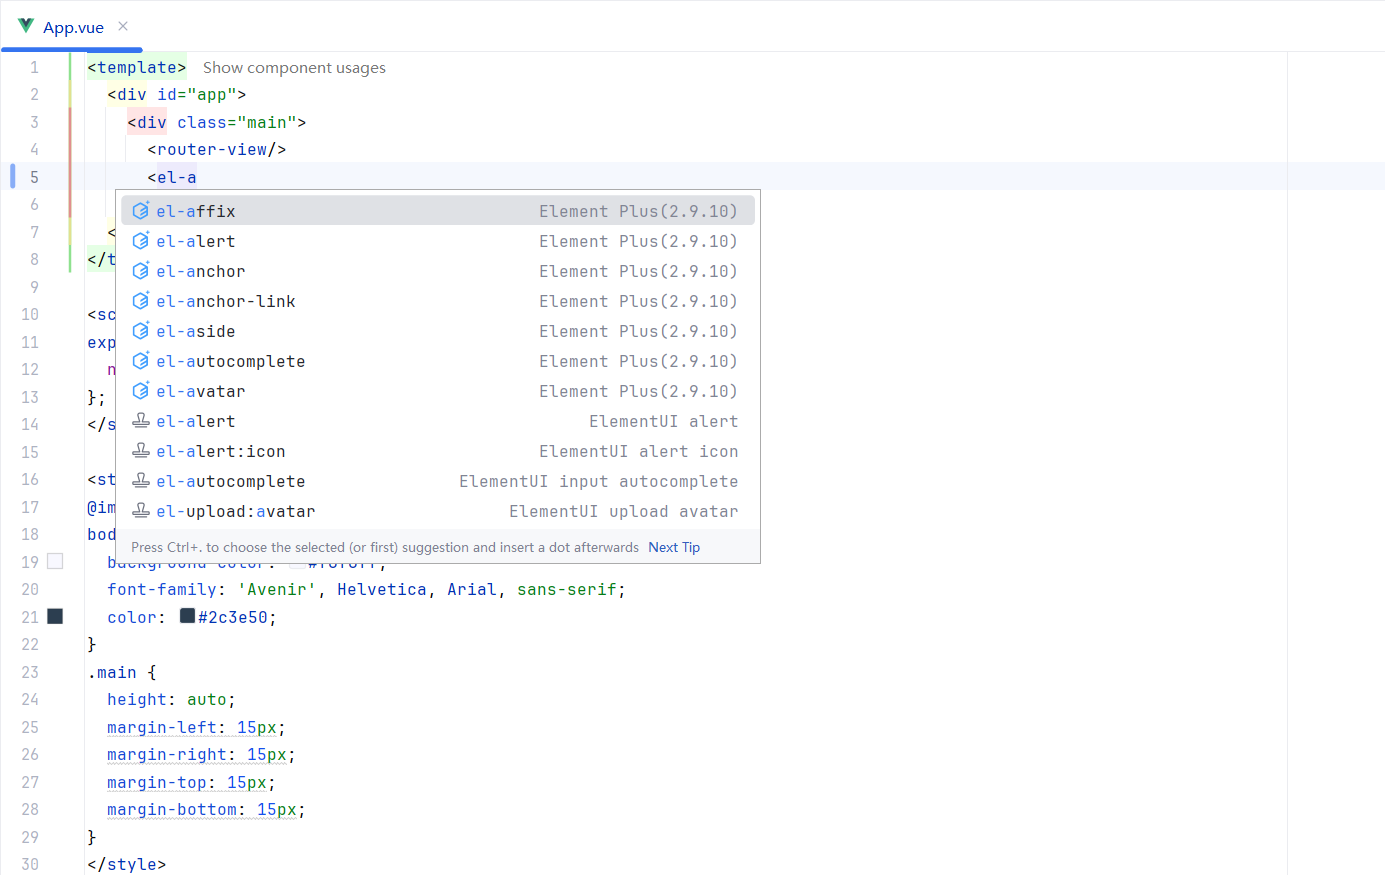 App.vue
1 <template> Show component usages
2 <div id="app">
3 <div class="main">
4 <router-view/>
5 <el-a
6
7 <
8 </t
9
10 <sc
11 exp
12 n
13 };
14 </s
15
16 <st
17 @im
18 bod
19
20 font-family: 'Avenir', Helvetica, Arial, sans-serif;
21 color: #2c3e50;
22 }
23 .main {
24 height: auto;
25 margin-left: 15px;
26 margin-right: 15px;
27 margin-top: 15px;
28 margin-bottom: 15px;
29 }
30 </style>
el-affix Element Plus(2.9.10)
el-alert Element Plus(2.9.10)
el-anchor Element Plus(2.9.10)
el-anchor-link Element Plus(2.9.10)
el-aside Element Plus(2.9.10)
el-autocomplete Element Plus(2.9.10)
el-avatar Element Plus(2.9.10)
el-alert ElementUI alert
el-alert:icon ElementUI alert icon
el-autocomplete ElementUI input autocomplete
el-upload:avatar ElementUI upload avatar
Press Ctrl+. to choose the selected (or first) suggestion and insert a dot afterwards Next Tip